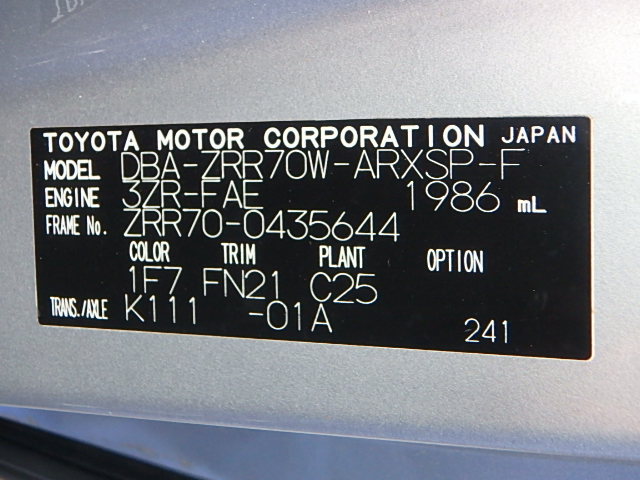 TOYOTA MOTOR CORPORATION JAPAN
MODEL DBA-ZRR70W-ARXSP-F
ENGINE 3ZR-FAE 1986 mL
FRAME No. ZRR70-0435644
COLOR TRIM PLANT OPTION
1F7 FN21 C25
TRANS./AXLE K111 -01A
241